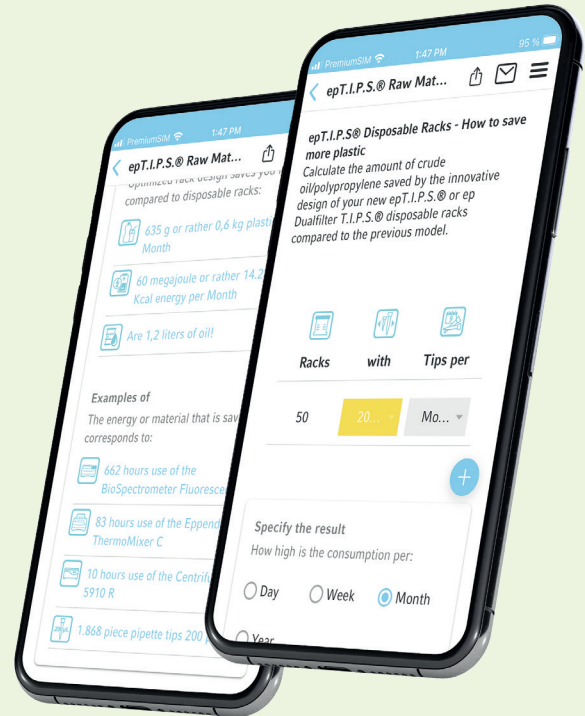 PremiumSIM 1:47 PM
epT.I.P.S.® Raw Mat...
Optimized rack design saves you
compared to disposable racks:
635 g or rather 0,6 kg plasti
Month
60 megajoule or rather 14.2
Kcal energy per Month
Are 1,2 liters of oil!
Examples of
The energy or material that is sav
corresponds to:
662 hours use of the
BioSpectrometer Fluoresce
83 hours use of the Eppend
ThermoMixer C
10 hours use of the Centrifu
5910 R
1.868 piece pipette tips 200
PremiumSIM 1:47 PM 95 %
epT.I.P.S.® Raw Mat...
epT.I.P.S.® Disposable Racks - How to save
more plastic
Calculate the amount of crude
oil/polypropylene saved by the innovative
design of your new epT.I.P.S.® or ep
Dualfilter T.I.P.S.® disposable racks
compared to the previous model.
Racks with Tips per
50 20... Mo...
+
Specify the result
How high is the consumption per:
Day Week Month
Year